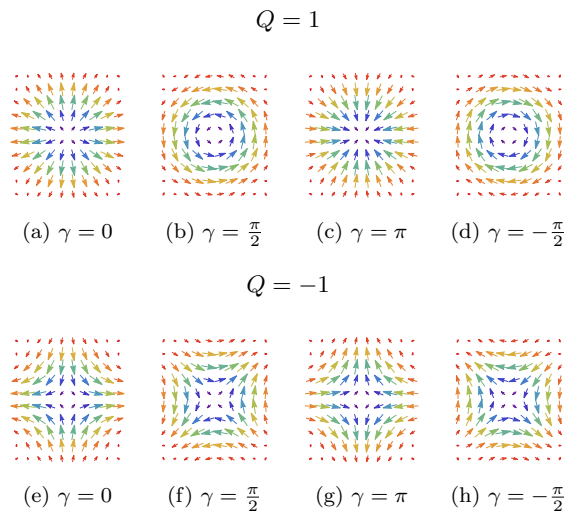 Q = 1
(a) γ = 0 (b) γ = π/2 (c) γ = π (d) γ = −π/2
Q = −1
(e) γ = 0 (f) γ = π/2 (g) γ = π (h) γ = −π/2